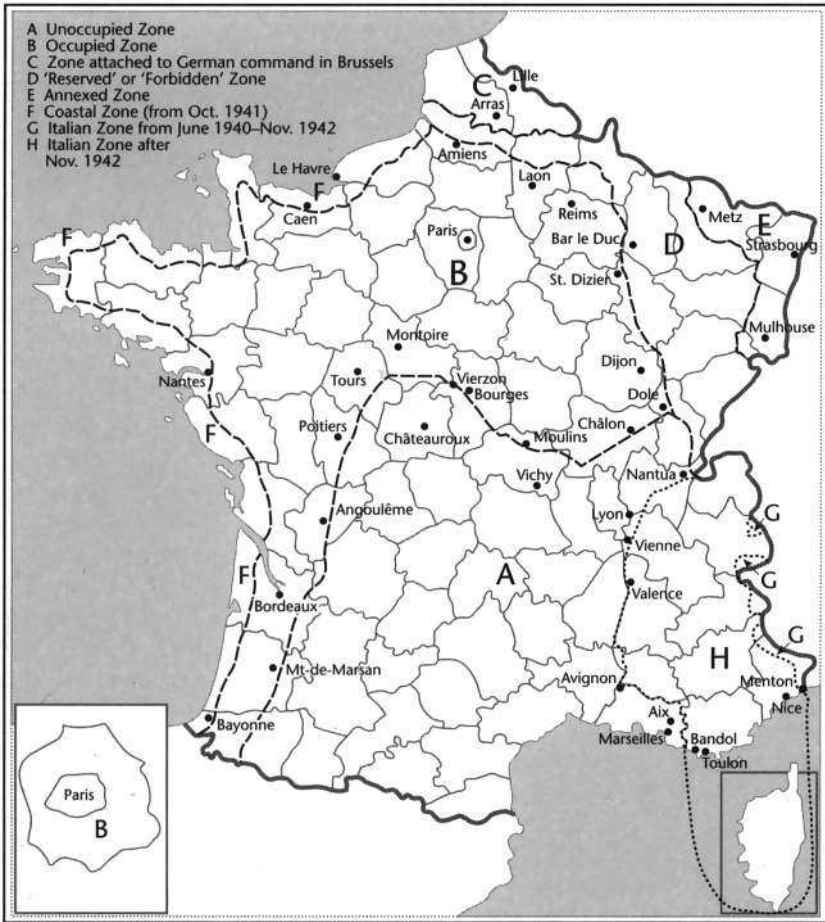 A Unoccupied Zone
B Occupied Zone
C Zone attached to German command in Brussels
D 'Reserved' or 'Forbidden' Zone
E Annexed Zone
F Coastal Zone (from Oct. 1941)
G Italian Zone from June 1940–Nov. 1942
H Italian Zone after
Nov. 1942
C
Lille
Arras
Amiens
Le Havre
F
Caen
Laon
Reims
Metz
E
Strasbourg
Paris
Bar le Duc
D
B
St. Dizier
F
Mulhouse
Montoire
Nantes
Tours
Vierzon
Bourges
Dijon
Dole
F
Poitiers
Châteauroux
Moulins
Châlon
Vichy
Nantua
Angoulême
Lyon
G
Vienne
F
A
Valence
G
Bordeaux
Mt-de-Marsan
H
G
Avignon
Menton
Nice
Bayonne
Aix
Marseilles
Bandol
Toulon
Paris
B